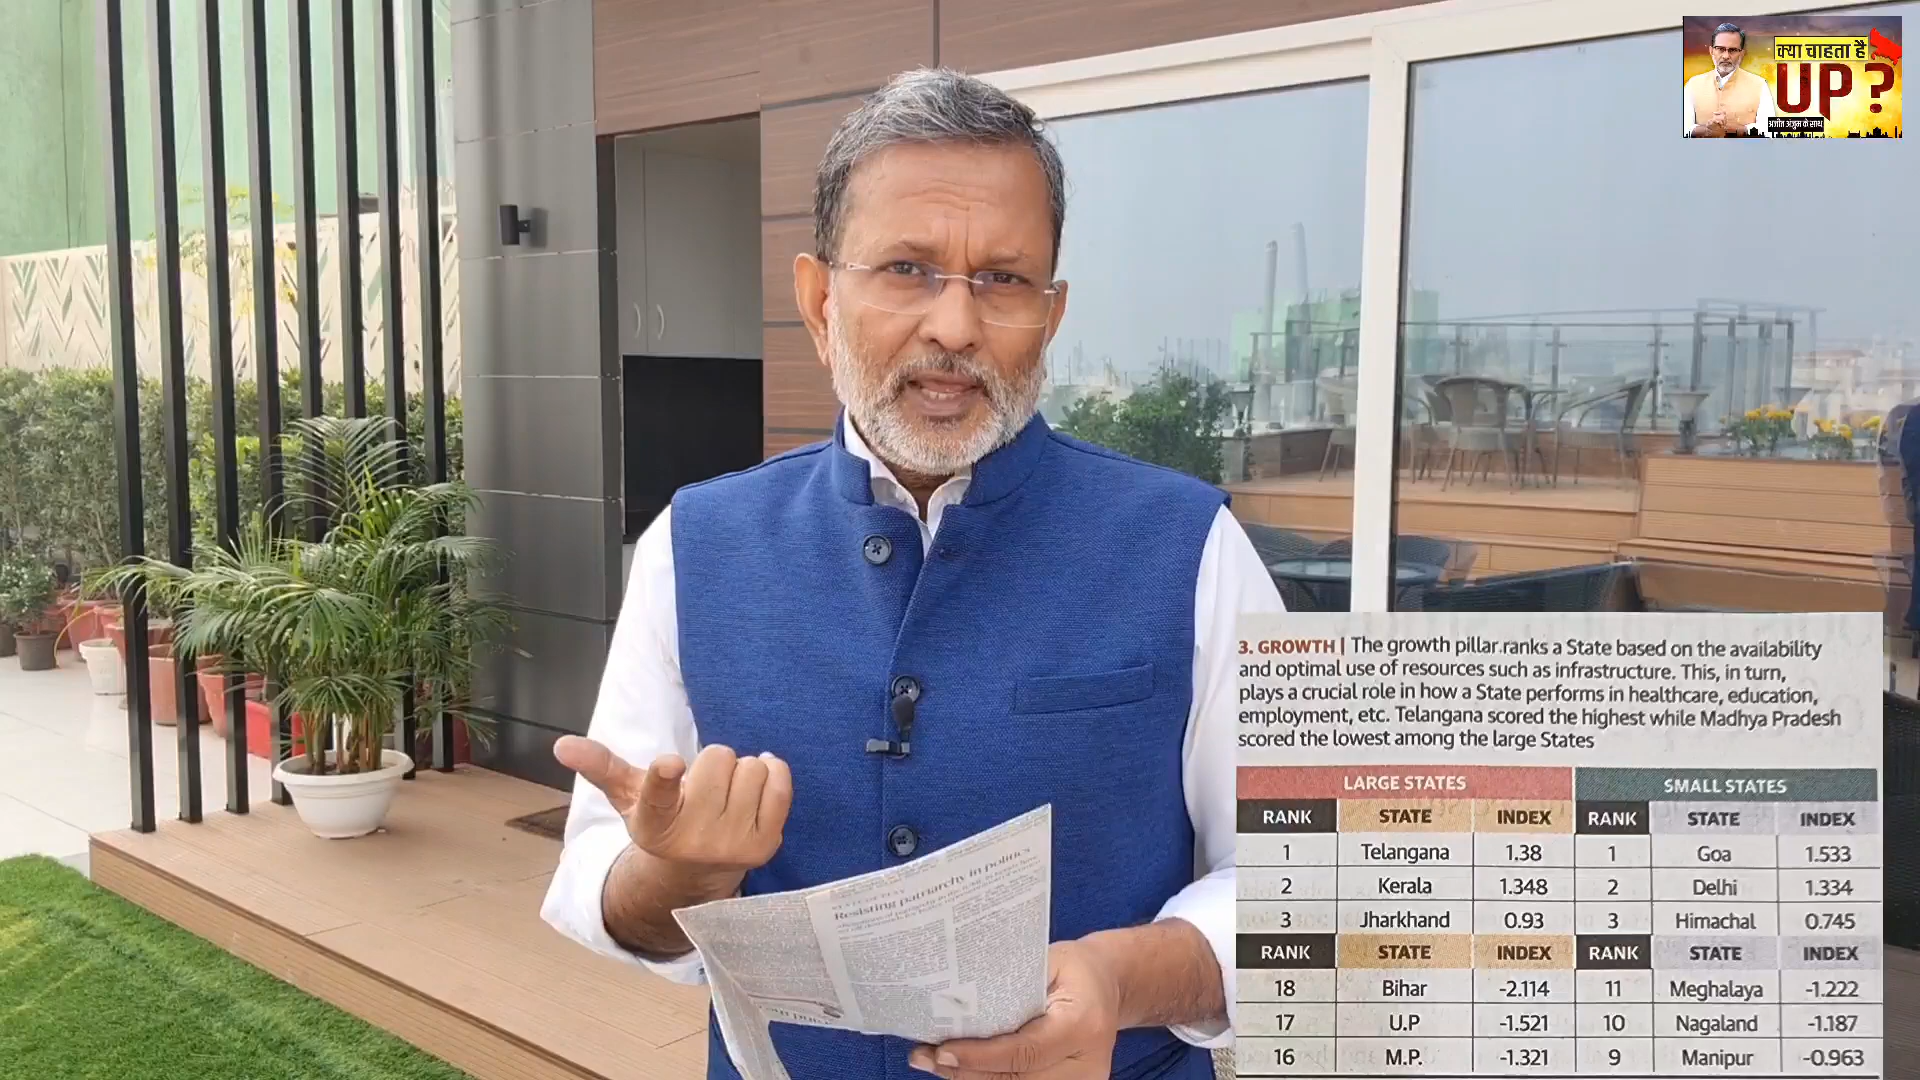 क्या चाहता है
UP ?
अजीत अंजुम के साथ
Resisting patriarchy in politics
3. GROWTH | The growth pillar ranks a State based on the availability
and optimal use of resources such as infrastructure. This, in turn,
plays a crucial role in how a State performs in healthcare, education,
employment, etc. Telangana scored the highest while Madhya Pradesh
scored the lowest among the large States
LARGE STATES SMALL STATES
RANK STATE INDEX RANK STATE INDEX
1 Telangana 1.38 1 Goa 1.533
2 Kerala 1.348 2 Delhi 1.334
3 Jharkhand 0.93 3 Himachal 0.745
RANK STATE INDEX RANK STATE INDEX
18 Bihar -2.114 11 Meghalaya -1.222
17 U.P -1.521 10 Nagaland -1.187
16 M.P. -1.321 9 Manipur -0.963